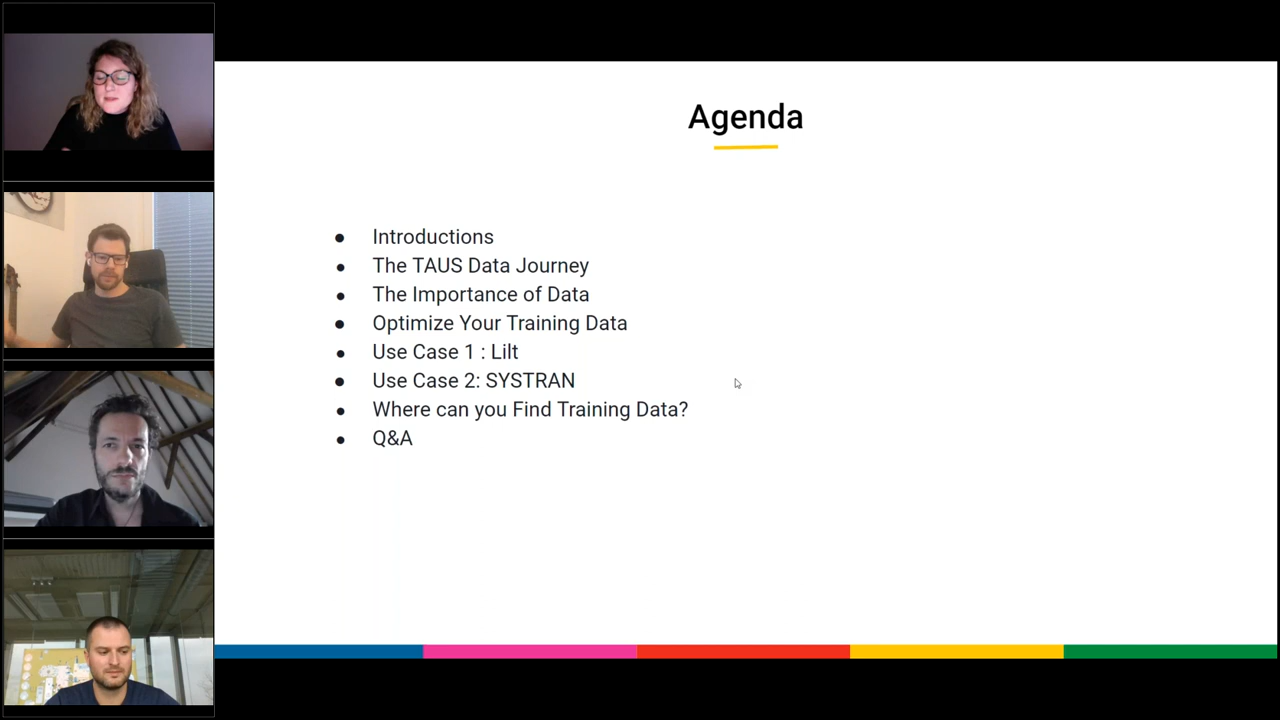 Agenda
● Introductions
● The TAUS Data Journey
● The Importance of Data
● Optimize Your Training Data
● Use Case 1 : Lilt
● Use Case 2: SYSTRAN
● Where can you Find Training Data?
● Q&A